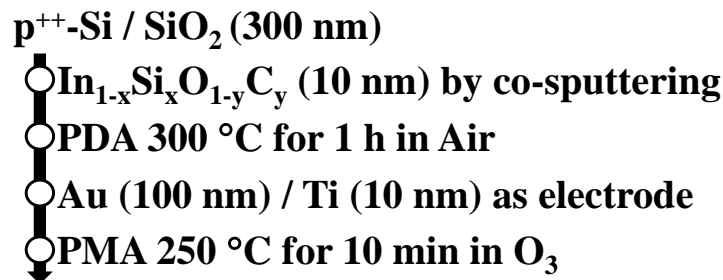 p⁺⁺-Si / SiO₂ (300 nm)
In₁₋ₓSiₓO₁₋ᵧCᵧ (10 nm) by co-sputtering
PDA 300 °C for 1 h in Air
Au (100 nm) / Ti (10 nm) as electrode
PMA 250 °C for 10 min in O₃